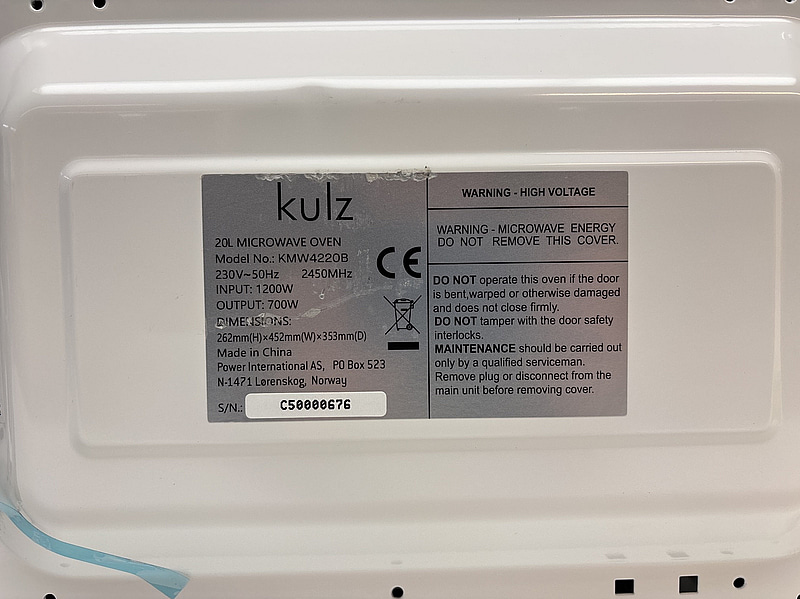 kulz
20L MICROWAVE OVEN
Model No.: KMW4220B
230V~50Hz 2450MHz
INPUT: 1200W
OUTPUT: 700W
DIMENSIONS:
262mm(H)×452mm(W)×353mm(D)
Made in China
Power International AS, PO Box 523
N-1471 Lørenskog, Norway
S/N.: C50000676
CE
WARNING - HIGH VOLTAGE
WARNING - MICROWAVE ENERGY
DO NOT REMOVE THIS COVER.
DO NOT operate this oven if the door
is bent,warped or otherwise damaged
and does not close firmly.
DO NOT tamper with the door safety
interlocks.
MAINTENANCE should be carried out
only by a qualified serviceman.
Remove plug or disconnect from the
main unit before removing cover.